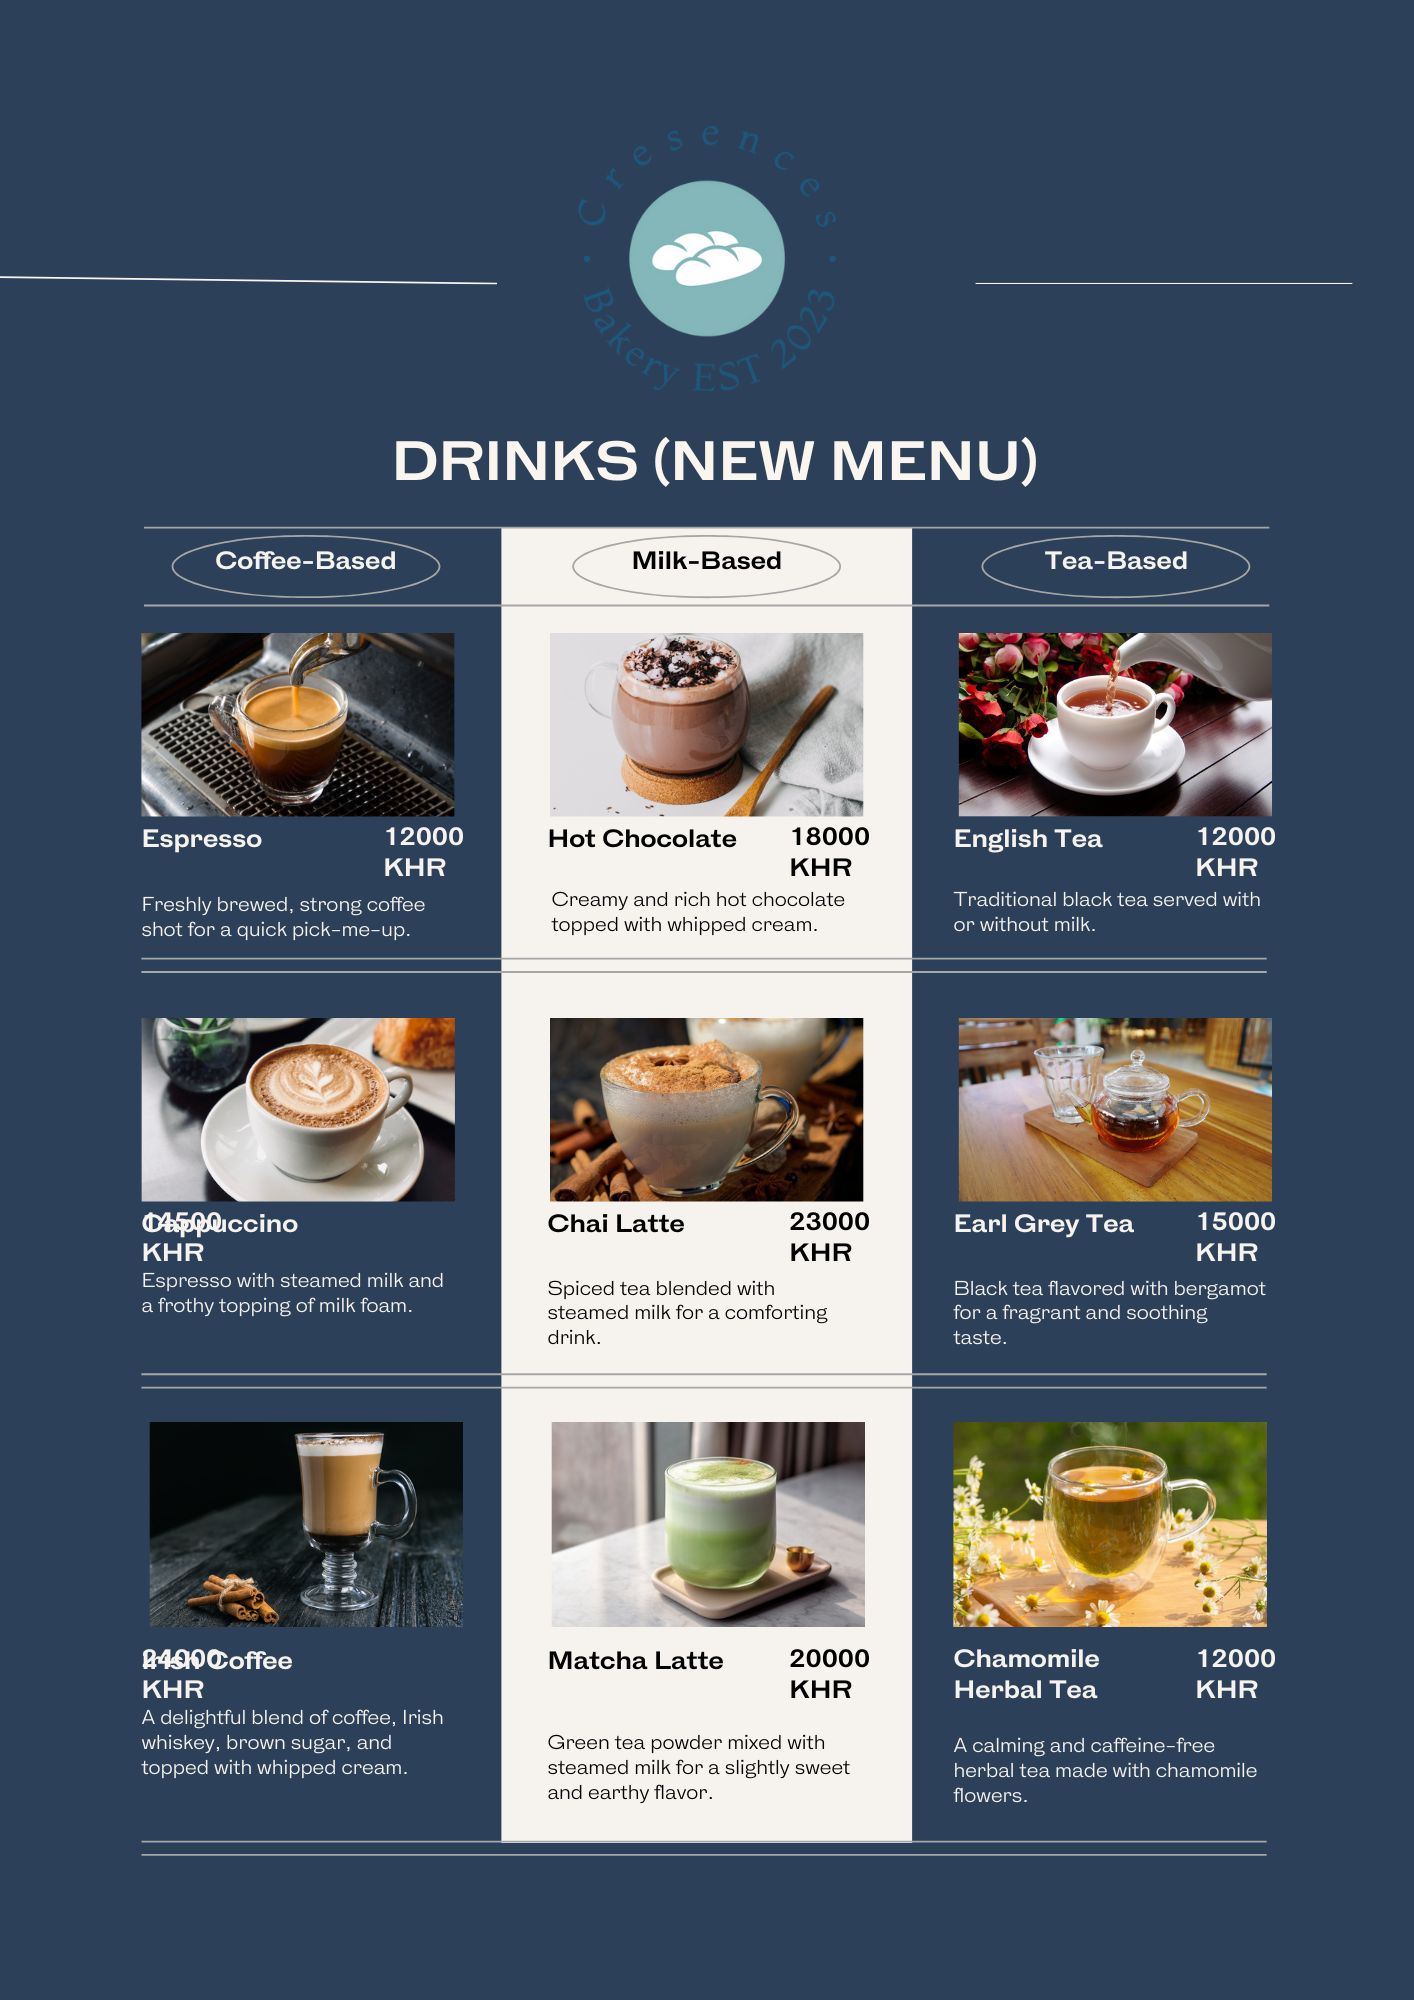 Cresences
Bakery EST 2023
DRINKS (NEW MENU)
Coffee-Based
Milk-Based
Tea-Based
Espresso
12000
KHR
Freshly brewed, strong coffee
shot for a quick pick-me-up.
Hot Chocolate
18000
KHR
Creamy and rich hot chocolate
topped with whipped cream.
English Tea
12000
KHR
Traditional black tea served with
or without milk.
Cappuccino
14500
KHR
Espresso with steamed milk and
a frothy topping of milk foam.
Chai Latte
23000
KHR
Spiced tea blended with
steamed milk for a comforting
drink.
Earl Grey Tea
15000
KHR
Black tea flavored with bergamot
for a fragrant and soothing
taste.
Irish Coffee
24000
KHR
A delightful blend of coffee, Irish
whiskey, brown sugar, and
topped with whipped cream.
Matcha Latte
20000
KHR
Green tea powder mixed with
steamed milk for a slightly sweet
and earthy flavor.
Chamomile
Herbal Tea
12000
KHR
A calming and caffeine-free
herbal tea made with chamomile
flowers.